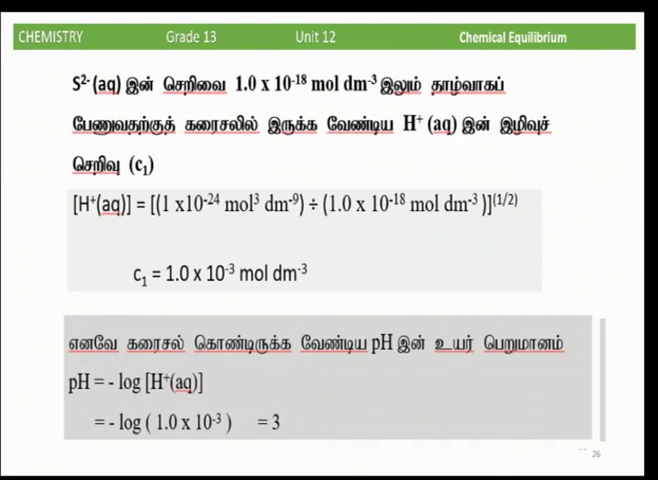 CHEMISTRY Grade 13 Unit 12 Chemical Equilibrium
S²⁻ (aq) இன் செறிவை 1.0 x 10⁻¹⁸ mol dm⁻³ இலும் தாழ்வாகப்
பேணுவதற்குத் கரைசலில் இருக்க வேண்டிய H⁺ (aq) இன் இழிவுச்
செறிவு (c₁)
[H⁺(aq)] = [(1 x10⁻²⁴ mol³ dm⁻⁹) ÷ (1.0 x 10⁻¹⁸ mol dm⁻³ )]⁽¹/²⁾
c₁ = 1.0 x 10⁻³ mol dm⁻³
எனவே கரைசல் கொண்டிருக்க வேண்டிய pH இன் உயர் பெறுமானம்
pH = - log [H⁺(aq)]
= - log ( 1.0 x 10⁻³ ) = 3
26